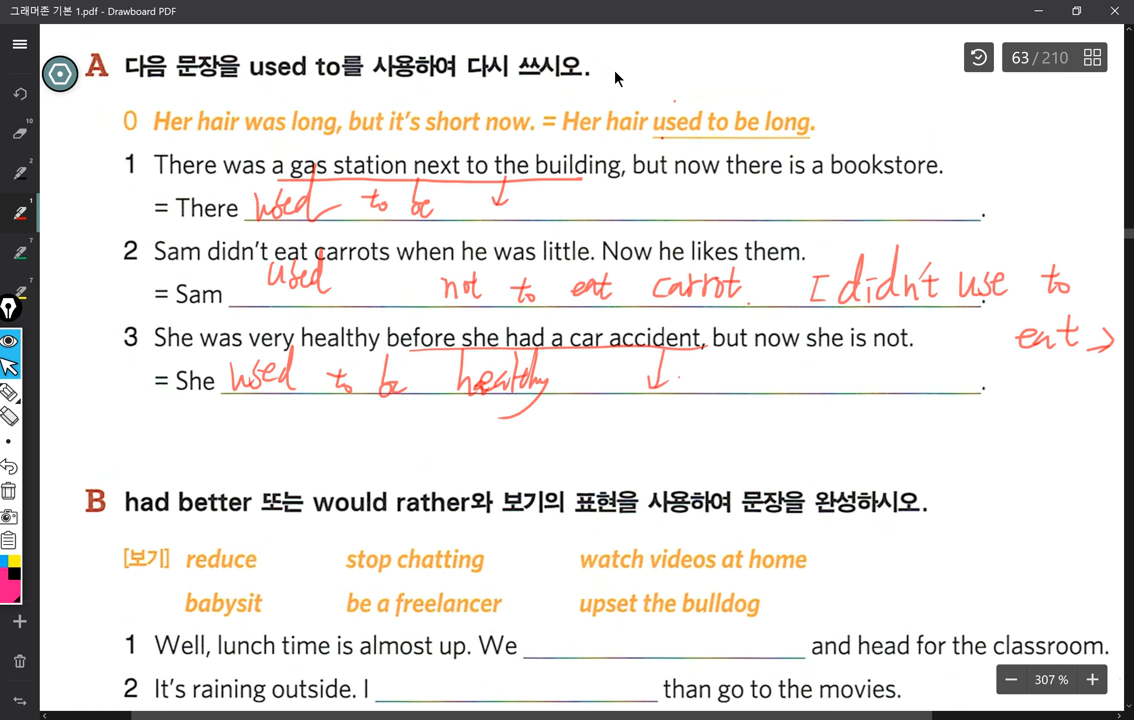 그래머존 기본 1.pdf - Drawboard PDF
63 / 210
A 다음 문장을 used to를 사용하여 다시 쓰시오.
0 Her hair was long, but it's short now. = Her hair used to be long.
1 There was a gas station next to the building, but now there is a bookstore.
= There used to be ↓ .
2 Sam didn't eat carrots when he was little. Now he likes them.
= Sam used not to eat carrot. [ didn't use to
eat →
3 She was very healthy before she had a car accident, but now she is not.
= She used to be healthy ↓ .
B had better 또는 would rather와 보기의 표현을 사용하여 문장을 완성하시오.
[보기] reduce stop chatting watch videos at home
babysit be a freelancer upset the bulldog
1 Well, lunch time is almost up. We and head for the classroom.
2 It's raining outside. I than go to the movies.
307 %
10
2
1
7
7